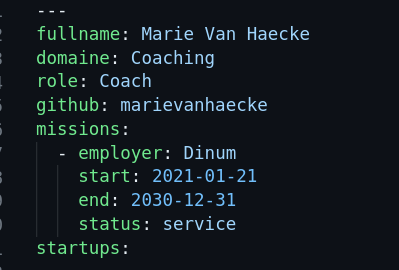 ---
fullname: Marie Van Haecke
domaine: Coaching
role: Coach
github: marievanhaecke
missions:
  - employer: Dinum
    start: 2021-01-21
    end: 2030-12-31
    status: service
startups: